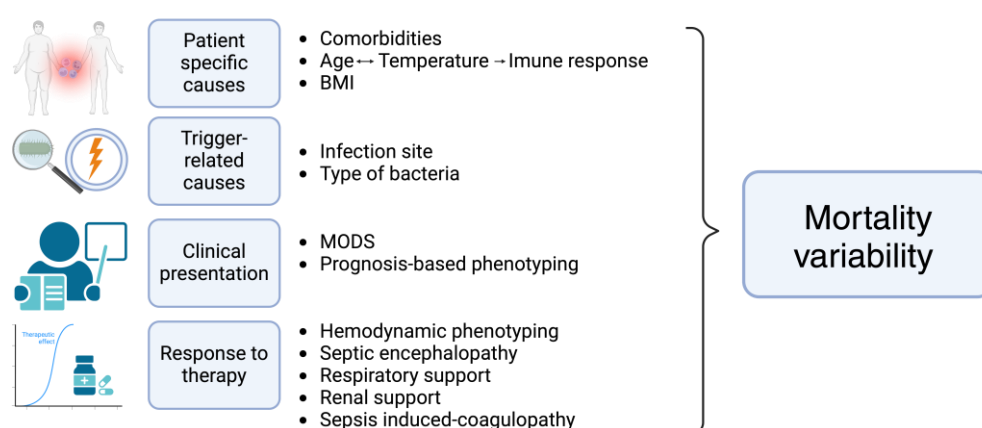 Patient
specific
causes
• Comorbidities
• Age↔Temperature→Imune response
• BMI
Trigger-
related
causes
• Infection site
• Type of bacteria
Clinical
presentation
• MODS
• Prognosis-based phenotyping
Therapeutic
effect
Response to
therapy
• Hemodynamic phenotyping
• Septic encephalopathy
• Respiratory support
• Renal support
• Sepsis induced-coagulopathy
Mortality
variability